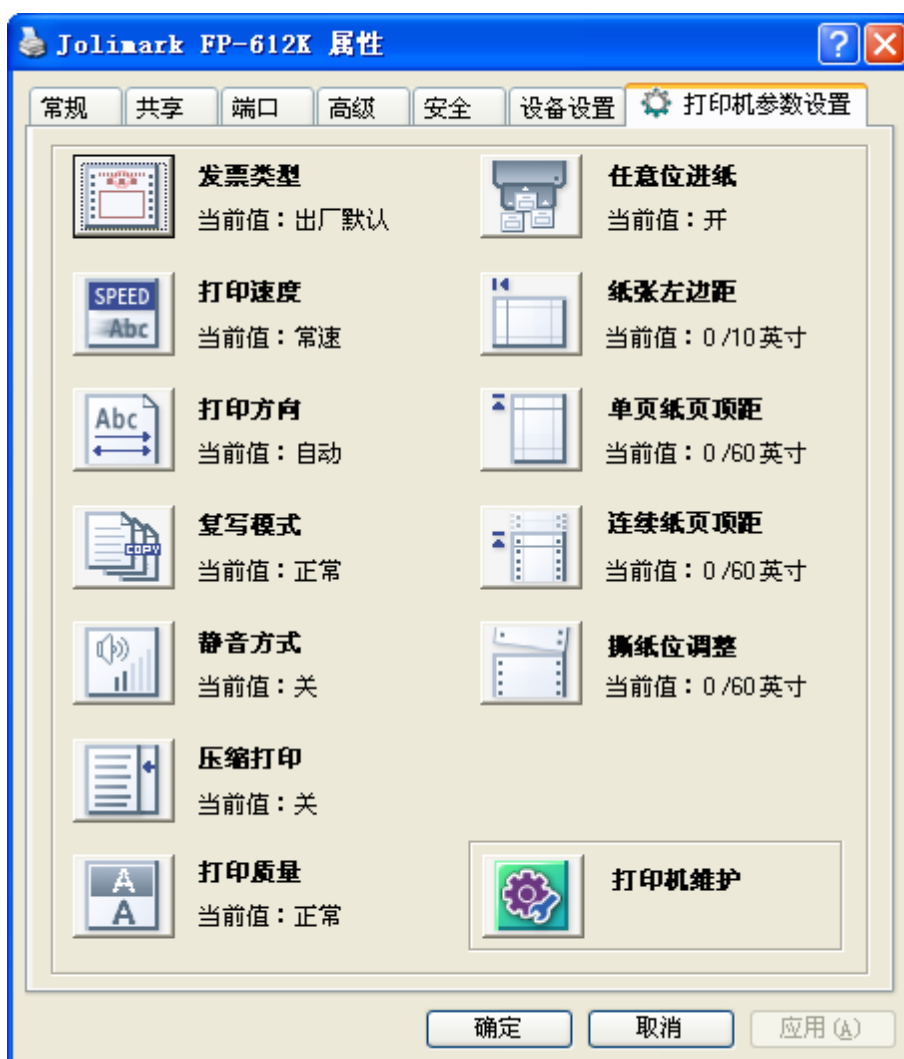 Jolimark FP-612K 属性
常规 共享 端口 高级 安全 设备设置 打印机参数设置
发票类型
当前值：出厂默认
任意位进纸
当前值：开
SPEED
Abc
打印速度
当前值：常速
纸张左边距
当前值：0/10英寸
Abc
打印方向
当前值：自动
单页纸页顶距
当前值：0/60英寸
COPY
复写模式
当前值：正常
连续纸页顶距
当前值：0/60英寸
静音方式
当前值：关
撕纸位调整
当前值：0/60英寸
压缩打印
当前值：关
A
A
打印质量
当前值：正常
打印机维护
确定 取消 应用(A)